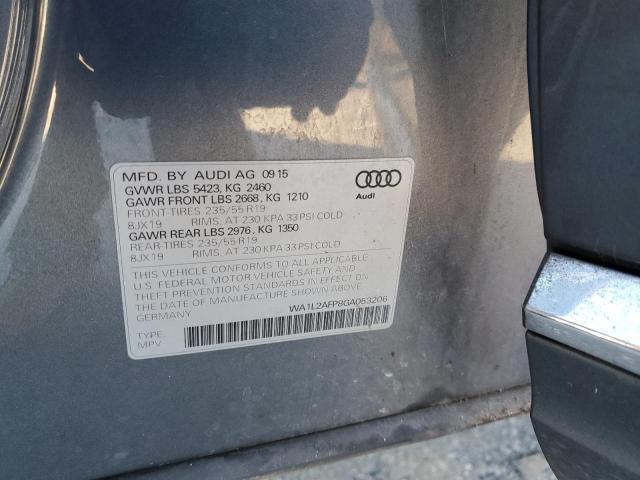 MFD. BY AUDI AG 09 15
GVWR LBS 5423, KG 2460
GAWR FRONT LBS 2668, KG 1210
FRONT-TIRES 235/55 R19
8JX19 RIMS. AT 230 KPA 33 PSI COLD
GAWR REAR LBS 2976, KG 1350
REAR-TIRES 235/55 R19
8JX19 RIMS. AT 230 KPA 33 PSI COLD
Audi
THIS VEHICLE CONFORMS TO ALL APPLICABLE
U.S. FEDERAL MOTOR VEHICLE SAFETY AND
THEFT PREVENTION STANDARDS IN EFFECT ON
THE DATE OF MANUFACTURE SHOWN ABOVE
GERMANY
WA1L2AFP8GA053206
TYPE:
MPV